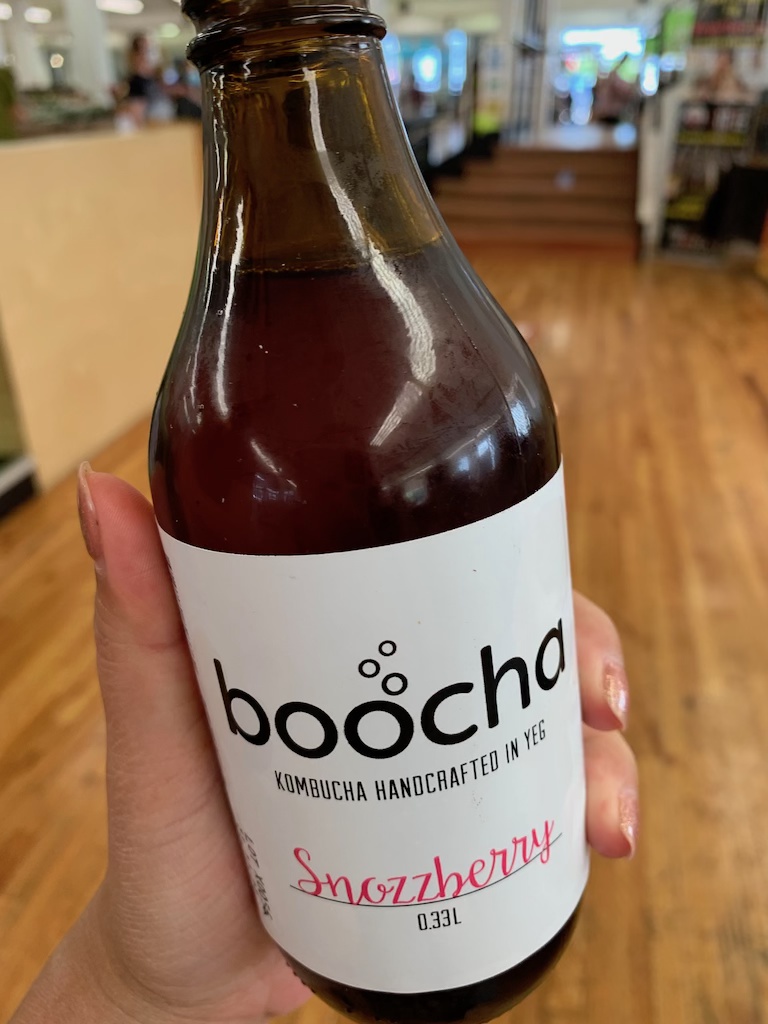 boocha
KOMBUCHA HANDCRAFTED IN YEG
Snozzberry
0.33L